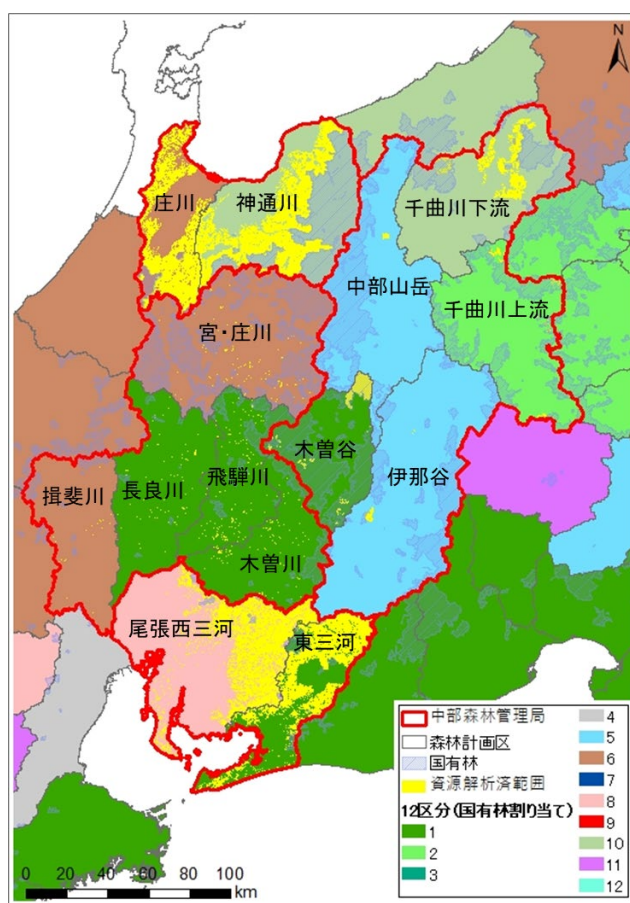 N
庄川
神通川
千曲川下流
中部山岳
千曲川上流
宮・庄川
木曽谷
飛騨川
伊那谷
揖斐川
長良川
木曽川
尾張西三河
東三河
中部森林管理局
森林計画区
国有林
資源解析済範囲
12区分(国有林割り当て)
1
2
3
4
5
6
7
8
9
10
11
12
0 20 40 60 80 100
km